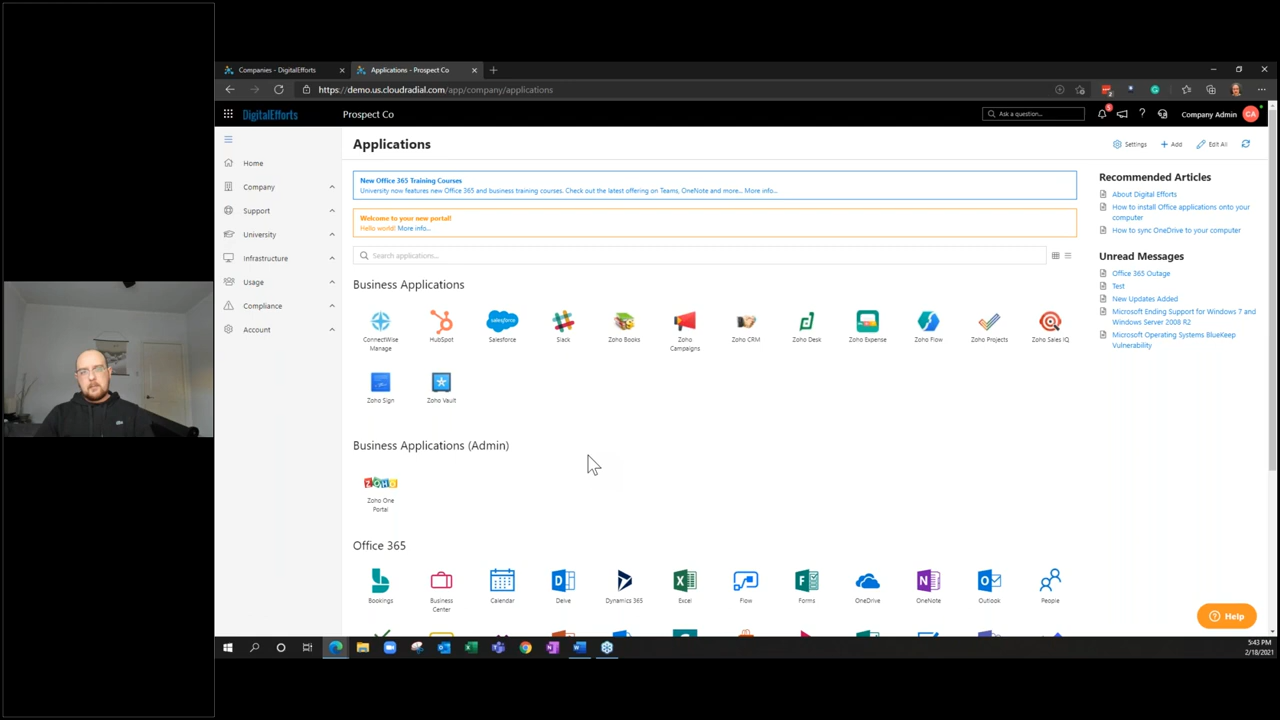 Companies - DigitalEfforts
Applications - Prospect Co
https://demo.us.cloudradial.com/app/company/applications
DigitalEfforts
Prospect Co
Ask a question...
5
Company Admin
CA
Applications
Settings
Add
Edit All
Home
Company
Support
University
Infrastructure
Usage
Compliance
Account
New Office 365 Training Courses
University now features new Office 365 and business training courses. Check out the latest offering on Teams, OneNote and more... More info...
Welcome to your new portal!
Hello world! More info...
Search applications...
Business Applications
ConnectWise
Manage
HubSpot
salesforce
Salesforce
Slack
Zoho Books
Zoho
Campaigns
Zoho CRM
Zoho Desk
Zoho Expense
Zoho Flow
Zoho Projects
Zoho Sales IQ
Zoho Sign
Zoho Vault
Business Applications (Admin)
ZOHO
Zoho One
Portal
Office 365
Bookings
Business
Center
Calendar
Delve
Dynamics 365
Excel
Flow
Forms
OneDrive
OneNote
Outlook
People
Recommended Articles
About Digital Efforts
How to install Office applications onto your
computer
How to sync OneDrive to your computer
Unread Messages
Office 365 Outage
Test
New Updates Added
Microsoft Ending Support for Windows 7 and
Windows Server 2008 R2
Microsoft Operating Systems BlueKeep
Vulnerability
Help
5:43 PM
2/18/2021